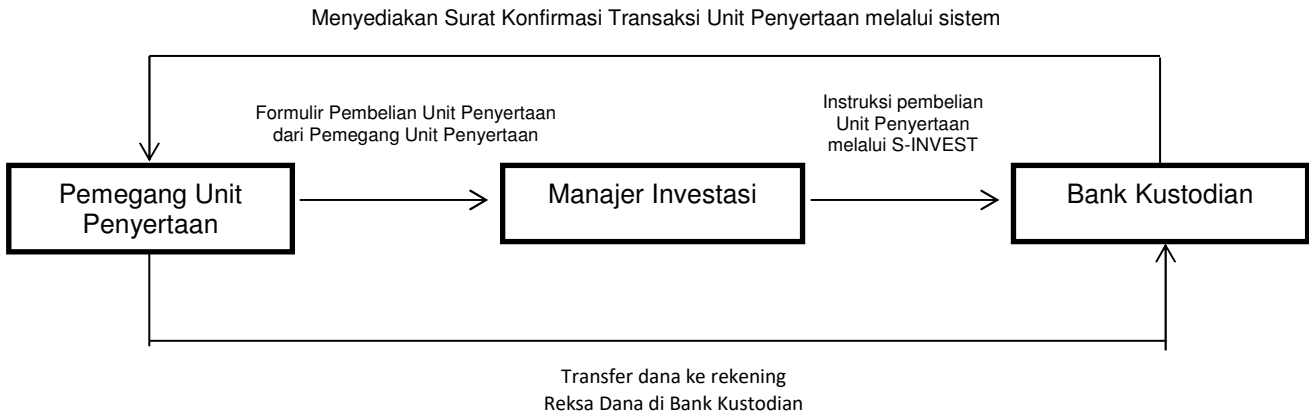 Menyediakan Surat Konfirmasi Transaksi Unit Penyertaan melalui sistem
Formulir Pembelian Unit Penyertaan
dari Pemegang Unit Penyertaan
Instruksi pembelian
Unit Penyertaan
melalui S-INVEST
Pemegang Unit
Penyertaan
Manajer Investasi
Bank Kustodian
Transfer dana ke rekening
Reksa Dana di Bank Kustodian